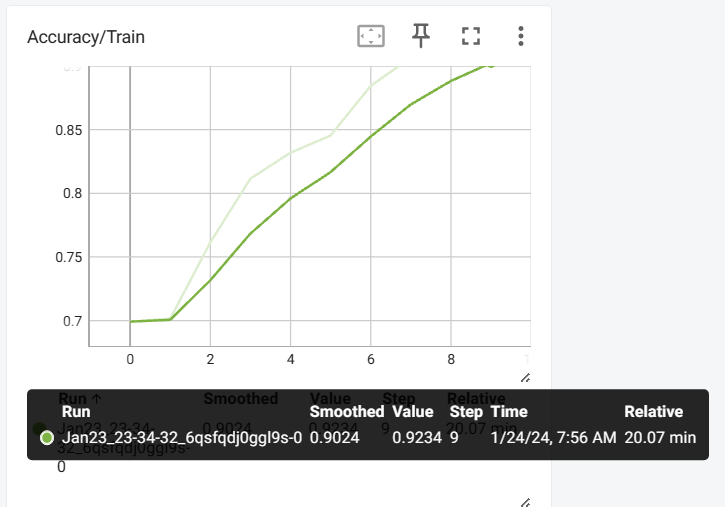 Accuracy/Train
0.9
0.85
0.8
0.75
0.7
0 2 4 6 8
Run ↑ Smoothed Value Step Relative
Run Smoothed Value Step Time Relative
Jan23_23-34-32_6qsfqdj0ggl9s-0 0.9024 0.9234 9 1/24/24, 7:56 AM 20.07 min
Jan23_23-34- 0.9024 0.9234 9 20.07 min
32_6qsfqdj0ggl9s-
0